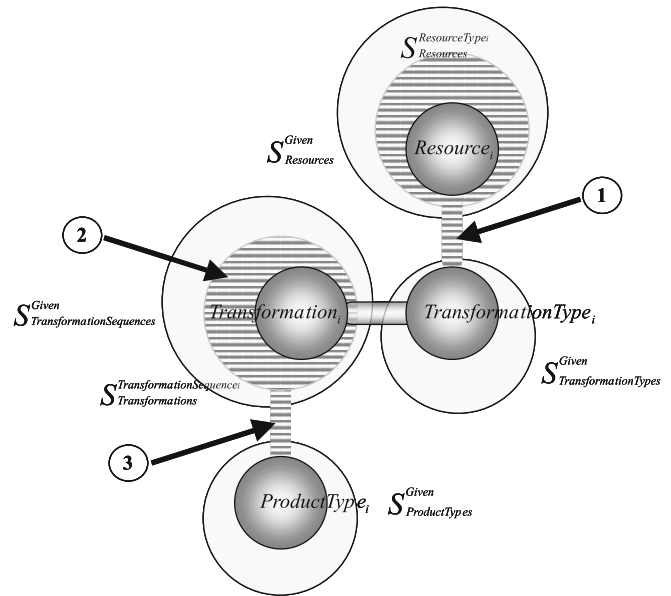 S ResourceType_i Resources
S Given Resources
Resource_i
1
2
Transformation_i
TransformationType_i
S Given TransformationSequences
S Given TransformationTypes
S TransformationSequence_i Transformations
3
ProductType_i
S Given ProductTypes